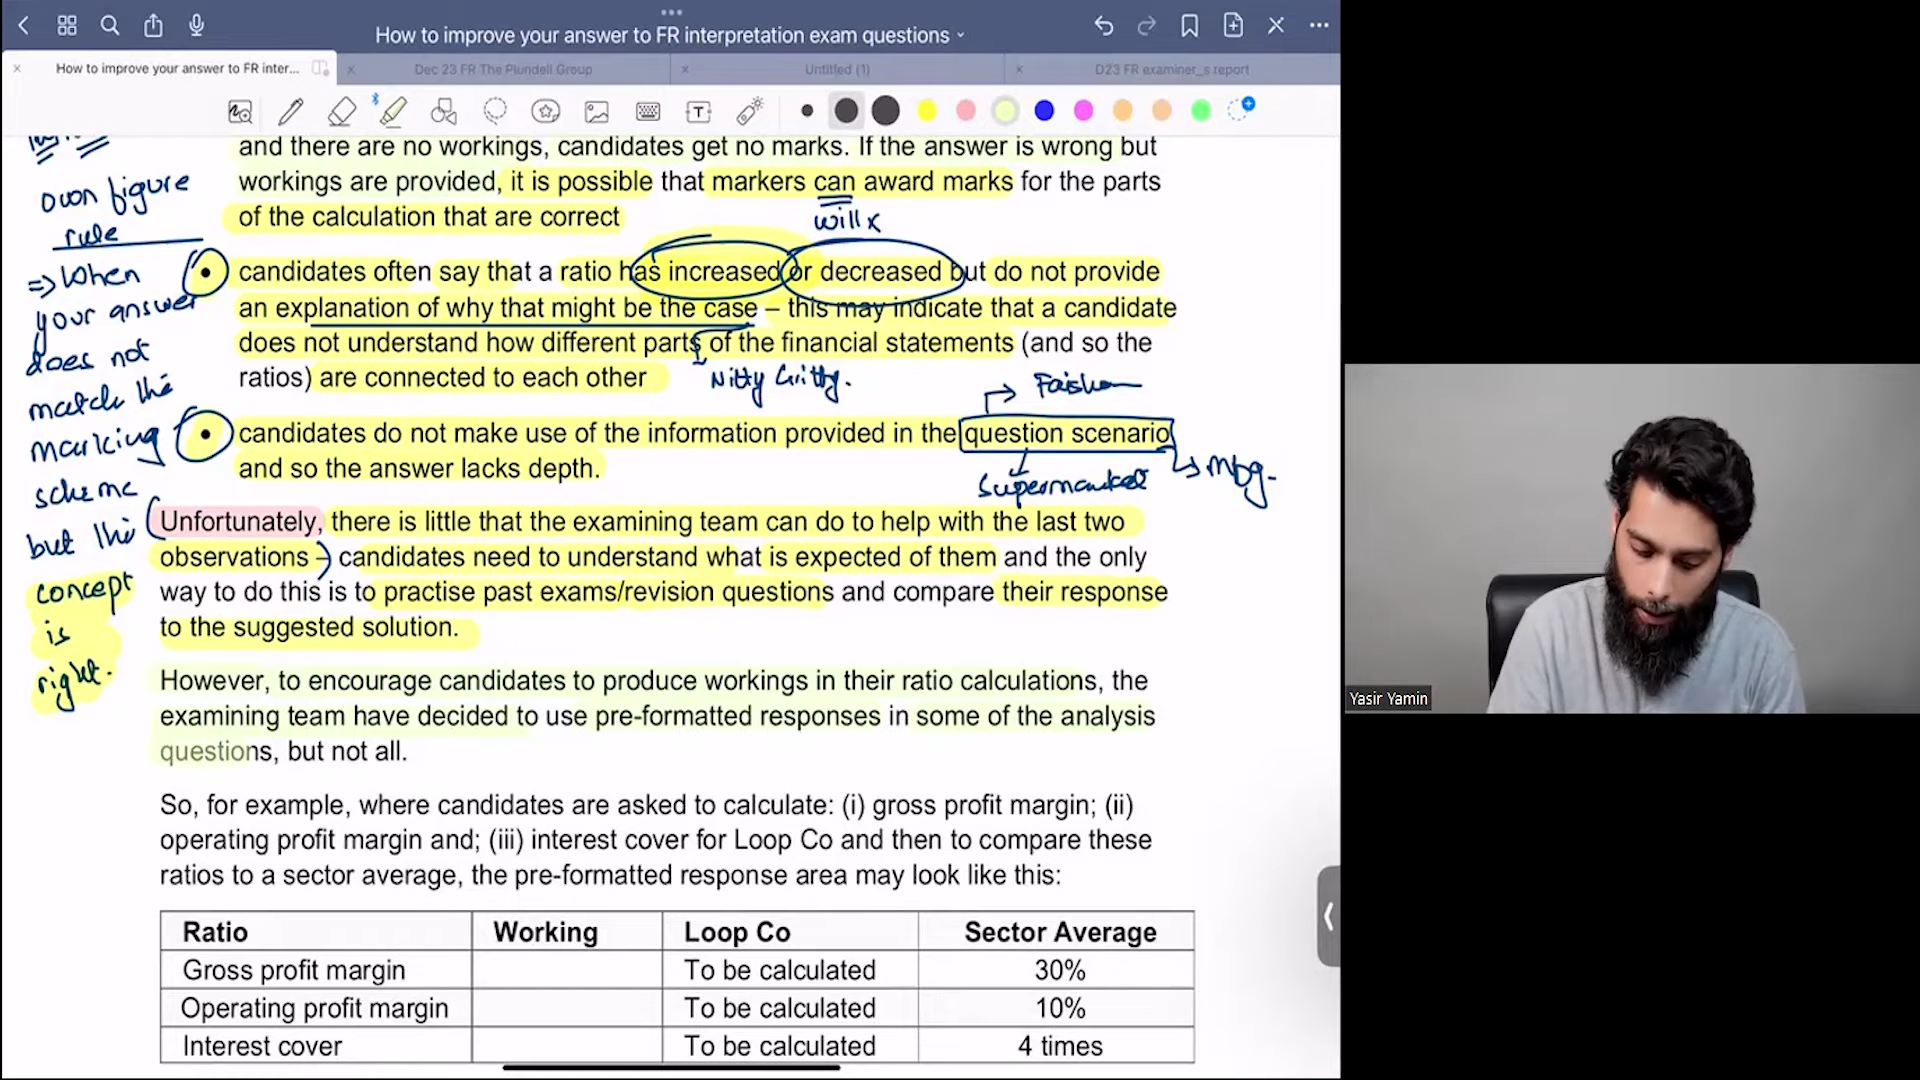 How to improve your answer to FR interpretation exam questions
How to improve your answer to FR inter...
Dec 23 FR The Plundell Group
Untitled (1)
D23 FR examiner_s report
and there are no workings, candidates get no marks. If the answer is wrong but
workings are provided, it is possible that markers can award marks for the parts
of the calculation that are correct
will x
own figure
rule
⇒ When
your answer
does not
match the
marking
scheme
but the
concept
is
right.
• candidates often say that a ratio has increased or decreased but do not provide
an explanation of why that might be the case – this may indicate that a candidate
does not understand how different parts of the financial statements (and so the
ratios) are connected to each other
Nitty Gritty.
• candidates do not make use of the information provided in the question scenario
and so the answer lacks depth.
Supermarket
Mfg.
Unfortunately, there is little that the examining team can do to help with the last two
observations – candidates need to understand what is expected of them and the only
way to do this is to practise past exams/revision questions and compare their response
to the suggested solution.
However, to encourage candidates to produce workings in their ratio calculations, the
examining team have decided to use pre-formatted responses in some of the analysis
questions, but not all.
So, for example, where candidates are asked to calculate: (i) gross profit margin; (ii)
operating profit margin and; (iii) interest cover for Loop Co and then to compare these
ratios to a sector average, the pre-formatted response area may look like this:
Ratio Working Loop Co Sector Average
Gross profit margin To be calculated 30%
Operating profit margin To be calculated 10%
Interest cover To be calculated 4 times
Yasir Yamin